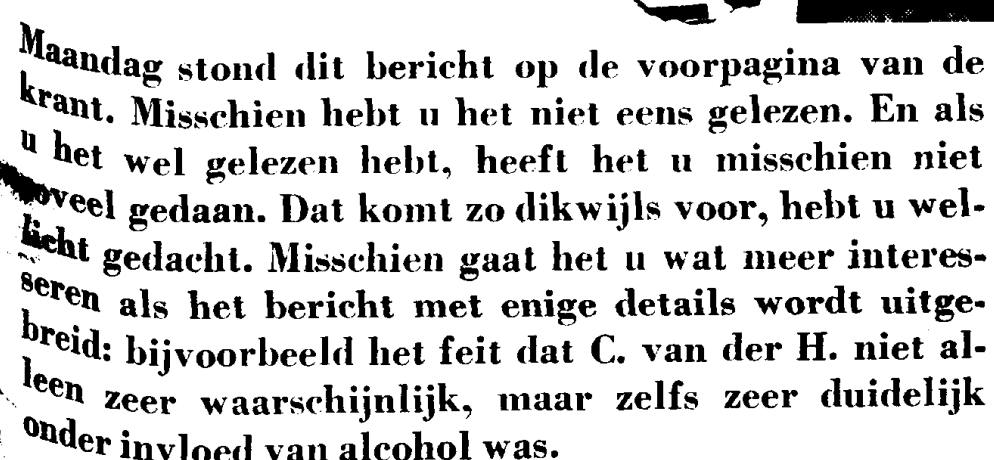 Maandag stond dit bericht op de voorpagina van de
krant. Misschien hebt u het niet eens gelezen. En als
u het wel gelezen hebt, heeft het u misschien niet
zoveel gedaan. Dat komt zo dikwijls voor, hebt u wel-
licht gedacht. Misschien gaat het u wat meer interes-
seren als het bericht met enige details wordt uitge-
breid: bijvoorbeeld het feit dat C. van der H. niet al-
leen zeer waarschijnlijk, maar zelfs zeer duidelijk
onder invloed van alcohol was.